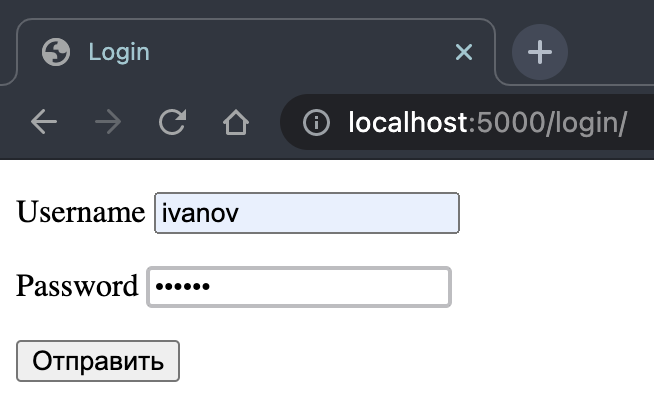 Login
localhost:5000/login/
Username ivanov
Password ••••••
Отправить